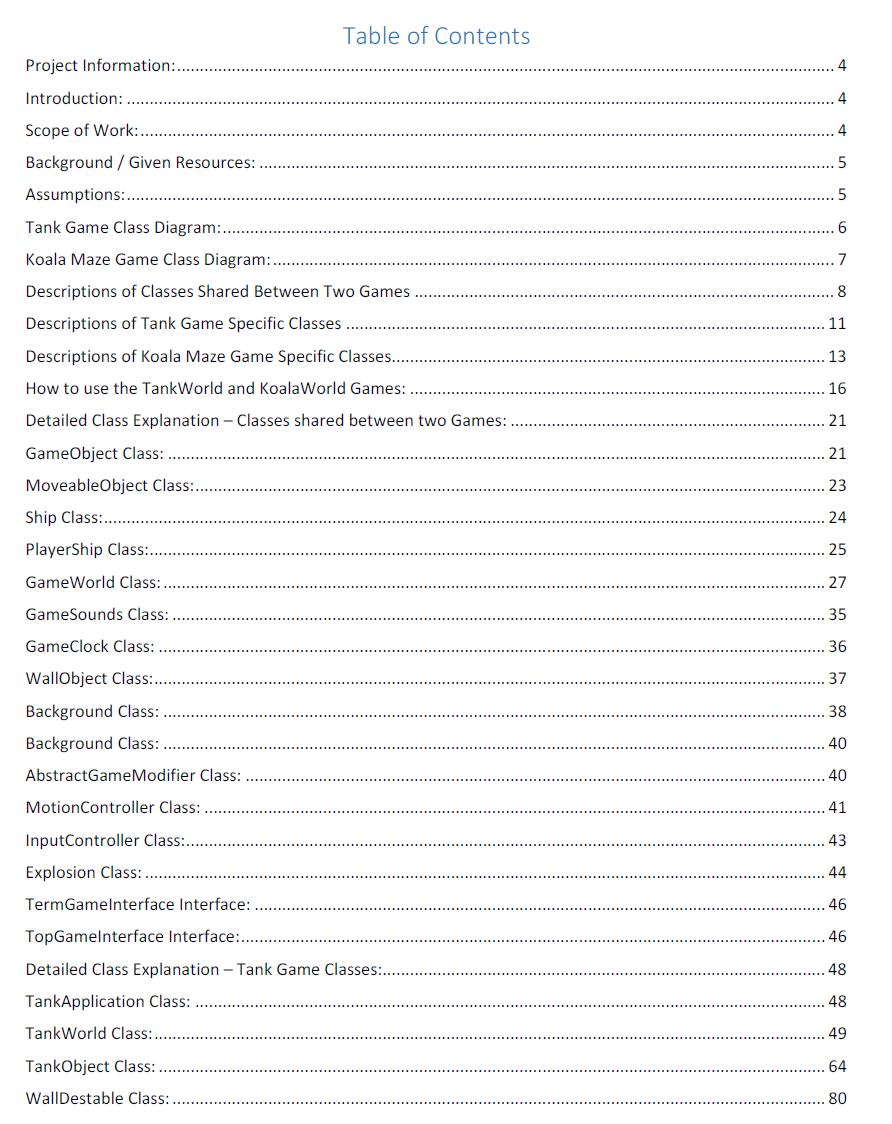 Table of Contents
Project Information:.......... 4
Introduction: .......... 4
Scope of Work:.......... 4
Background / Given Resources: .......... 5
Assumptions:.......... 5
Tank Game Class Diagram:.......... 6
Koala Maze Game Class Diagram:.......... 7
Descriptions of Classes Shared Between Two Games .......... 8
Descriptions of Tank Game Specific Classes .......... 11
Descriptions of Koala Maze Game Specific Classes.......... 13
How to use the TankWorld and KoalaWorld Games: .......... 16
Detailed Class Explanation – Classes shared between two Games: .......... 21
GameObject Class: .......... 21
MoveableObject Class:.......... 23
Ship Class:.......... 24
PlayerShip Class:.......... 25
GameWorld Class:.......... 27
GameSounds Class: .......... 35
GameClock Class: .......... 36
WallObject Class:.......... 37
Background Class: .......... 38
Background Class: .......... 40
AbstractGameModifier Class: .......... 40
MotionController Class: .......... 41
InputController Class:.......... 43
Explosion Class: .......... 44
TermGameInterface Interface: .......... 46
TopGameInterface Interface:.......... 46
Detailed Class Explanation – Tank Game Classes:.......... 48
TankApplication Class: .......... 48
TankWorld Class:.......... 49
TankObject Class: .......... 64
WallDestable Class: .......... 80